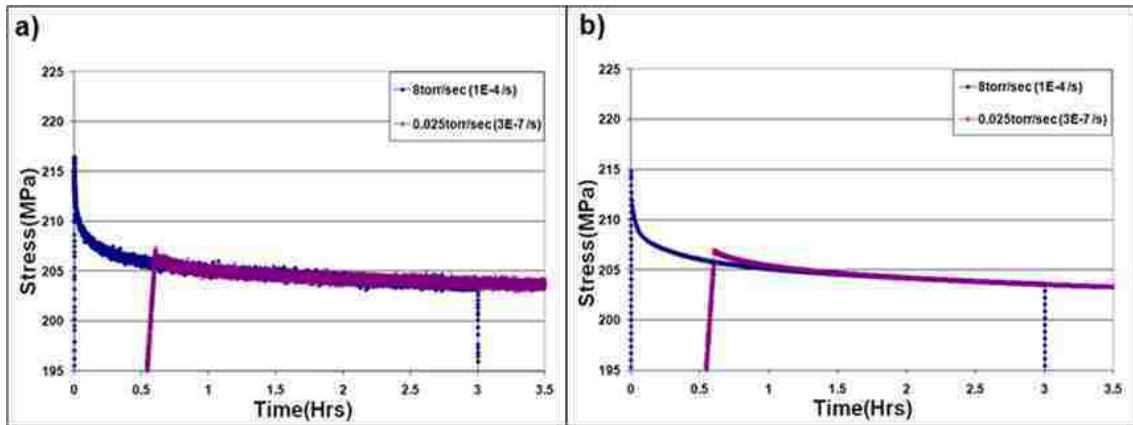 a)
225
220
215
210
205
200
195
Stress(MPa)
8torr/sec (1E-4/s)
0.025torr/sec (3E-7/s)
0 0.5 1 1.5 2 2.5 3 3.5
Time(Hrs)
b)
225
220
215
210
205
200
195
Stress(MPa)
8torr/sec (1E-4/s)
0.025torr/sec (3E-7/s)
0 0.5 1 1.5 2 2.5 3 3.5
Time(Hrs)